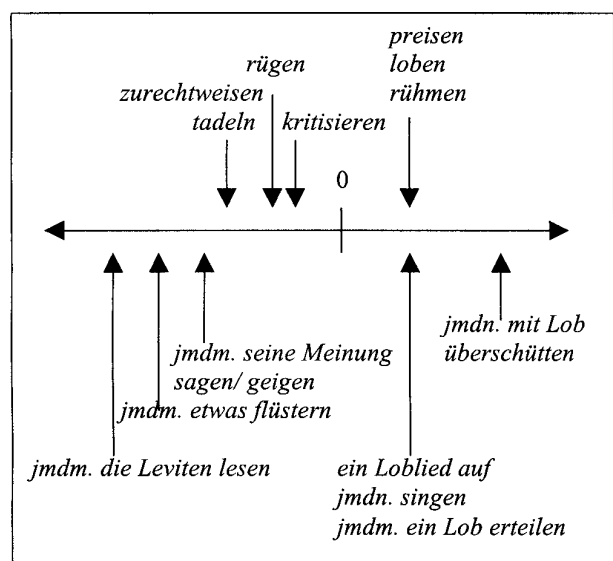 preisen
rügen
loben
zurechtweisen
rühmen
tadeln
kritisieren
0
jmdm. seine Meinung
sagen/ geigen
jmdn. mit Lob
überschütten
jmdm. etwas flüstern
jmdm. die Leviten lesen
ein Loblied auf
jmdn. singen
jmdm. ein Lob erteilen